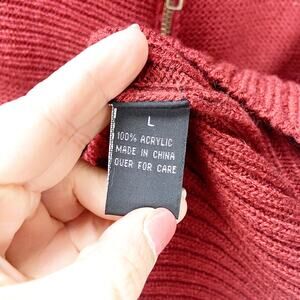 L
100% ACRYLIC
MADE IN CHINA
OVER FOR CARE